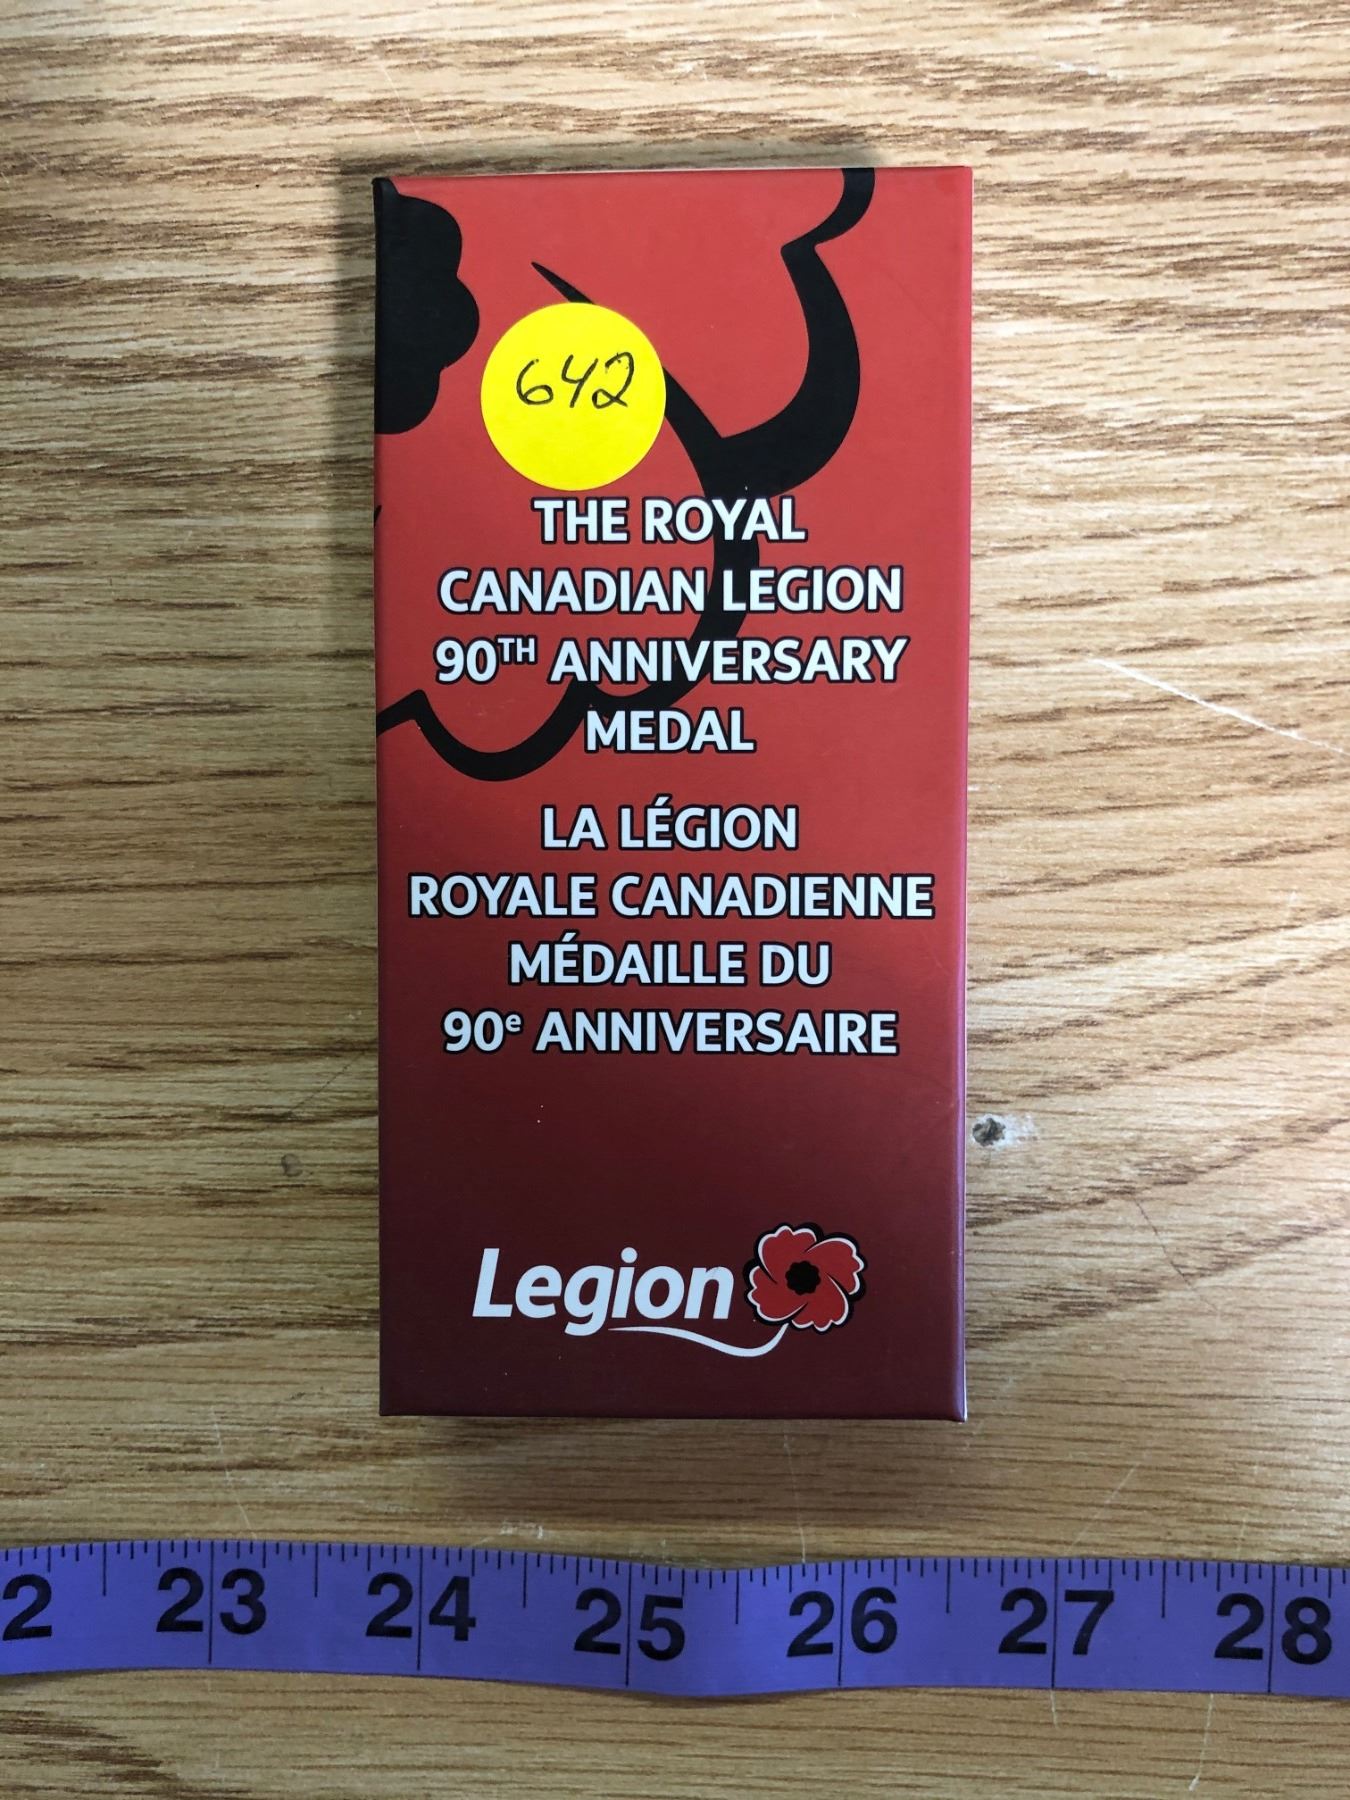 642
THE ROYAL
CANADIAN LEGION
90TH ANNIVERSARY
MEDAL
LA LÉGION
ROYALE CANADIENNE
MÉDAILLE DU
90e ANNIVERSAIRE
Legion
2 23 24 25 26 27 28